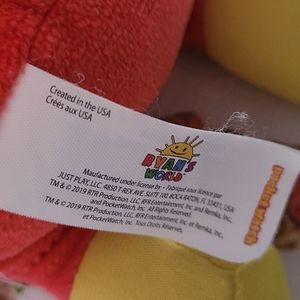 Created in the USA
Créés aux USA
RYAN'S
WORLD
Maufactured under license by • Fabriqué sous licence par
JUST PLAY, LLC. 4850 T-REX AVE. SUITE 100, BOCA RATON, FL 33431, USA
TM & © 2019 RTR Production, LLC, RFR Entertainment, Inc. and Remka, Inc.
and PocketWatch, Inc. All Rights Reserved.
TM & © 2019 RTR Production, LLC, RFR Entertainment, Inc. et Remka, Inc.
et PocketWatch, Inc. Tous Droits Réservés.
pocket.watch